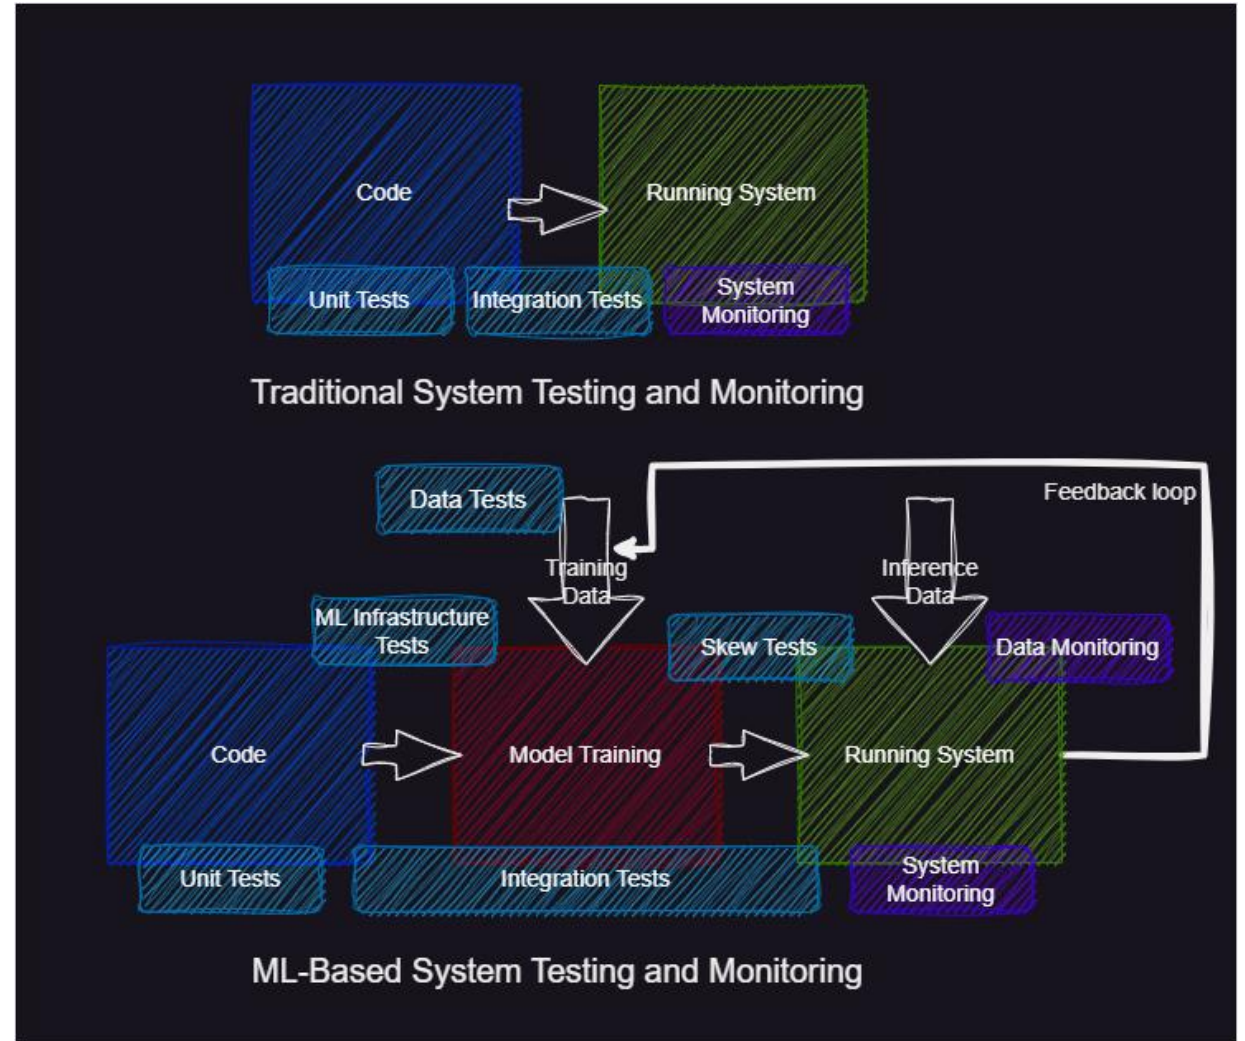 Code
Running System
Unit Tests
Integration Tests
System
Monitoring
Traditional System Testing and Monitoring
Data Tests
Feedback loop
Training
Data
Inference
Data
ML Infrastructure
Tests
Skew Tests
Data Monitoring
Code
Model Training
Running System
Unit Tests
Integration Tests
System
Monitoring
ML-Based System Testing and Monitoring